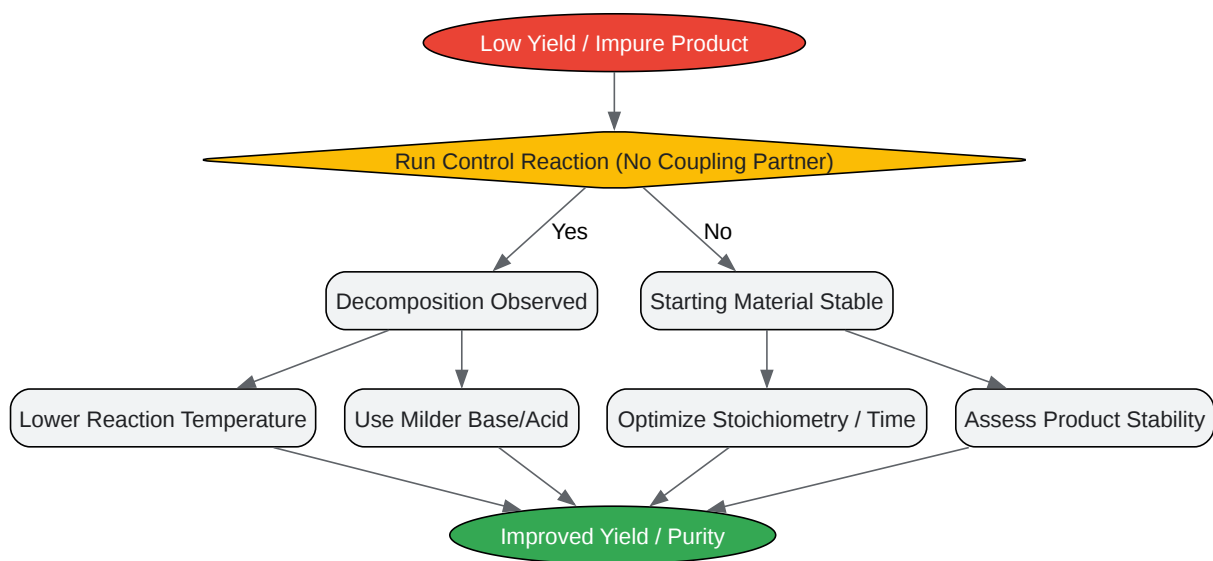 Low Yield / Impure Product
Run Control Reaction (No Coupling Partner)
Yes
No
Decomposition Observed
Starting Material Stable
Lower Reaction Temperature
Use Milder Base/Acid
Optimize Stoichiometry / Time
Assess Product Stability
Improved Yield / Purity